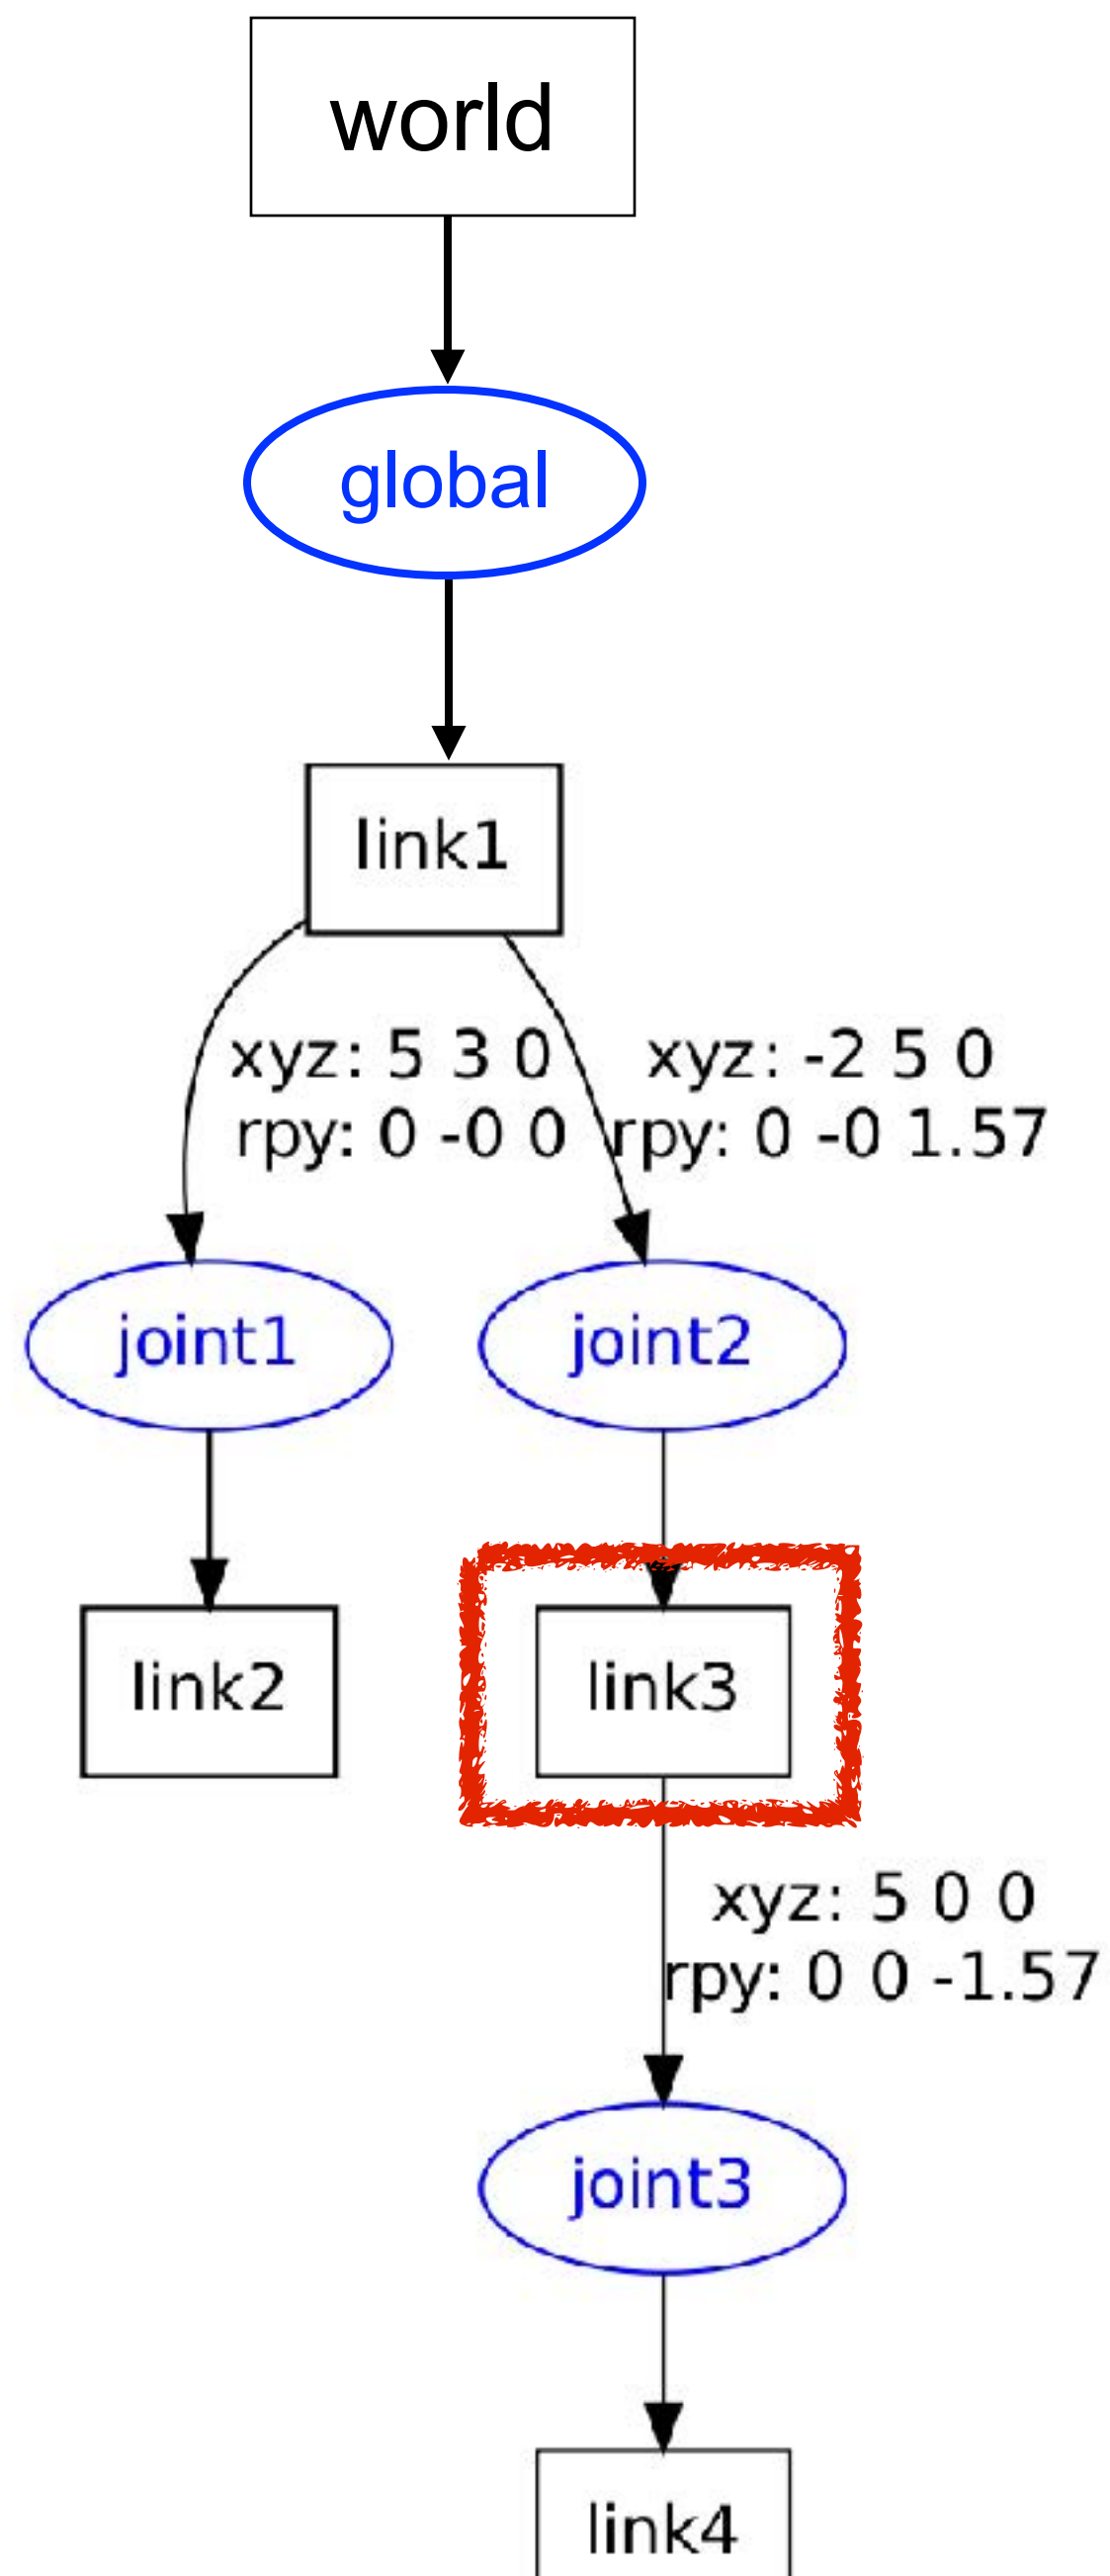 world
global
link1
xyz: 5 3 0
rpy: 0 -0 0
xyz: -2 5 0
rpy: 0 -0 1.57
joint1
joint2
link2
link3
xyz: 5 0 0
rpy: 0 0 -1.57
joint3
link4